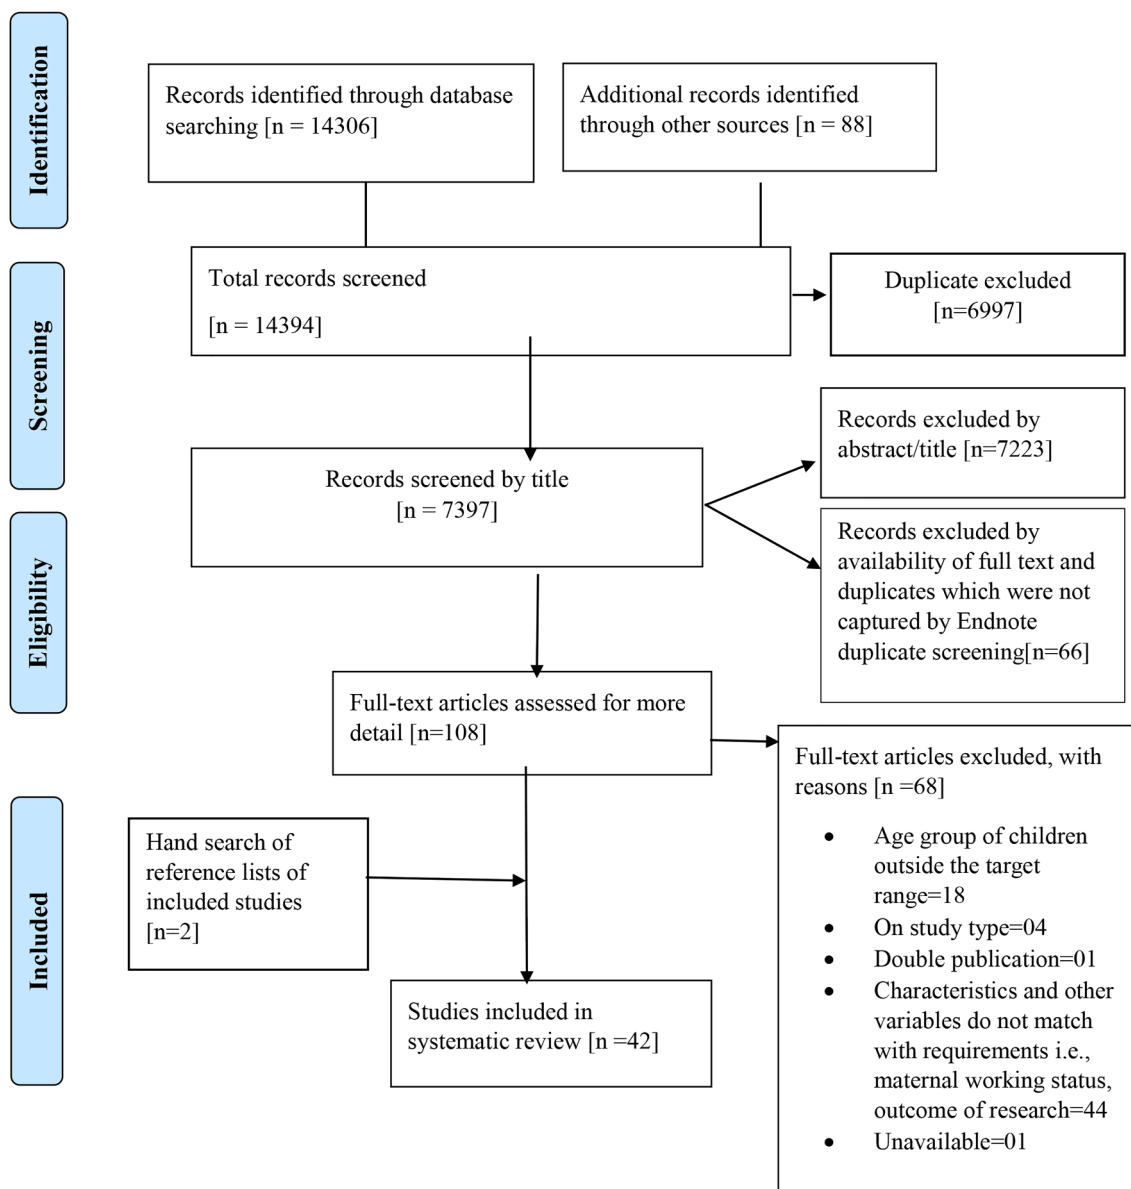 Identification
Records identified through database
searching [n = 14306]
Additional records identified
through other sources [n = 88]
Screening
Total records screened
[n = 14394]
Duplicate excluded
[n=6997]
Records screened by title
[n = 7397]
Records excluded by
abstract/title [n=7223]
Eligibility
Records excluded by
availability of full text and
duplicates which were not
captured by Endnote
duplicate screening[n=66]
Full-text articles assessed for more
detail [n=108]
Full-text articles excluded, with
reasons [n =68]
• Age group of children
outside the target
range=18
• On study type=04
• Double publication=01
• Characteristics and other
variables do not match
with requirements i.e.,
maternal working status,
outcome of research=44
• Unavailable=01
Included
Hand search of
reference lists of
included studies
[n=2]
Studies included in
systematic review [n =42]